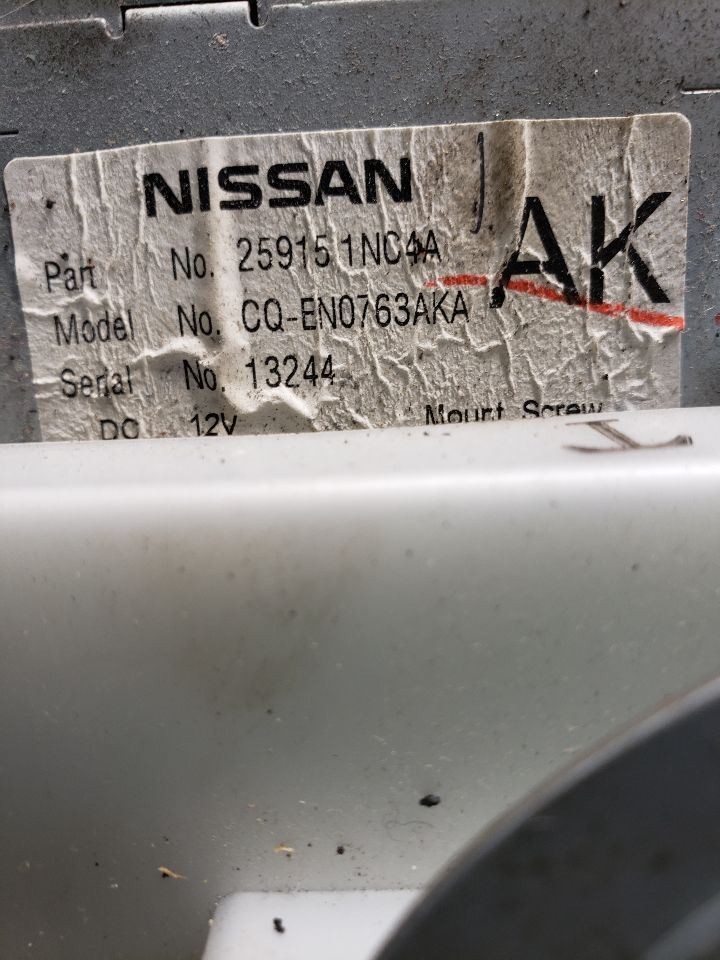 NISSAN
AK
Part No. 25915 1NC4A
Model No. CQ-EN0763AKA
Serial No. 13244
DC 12V Mount Screw